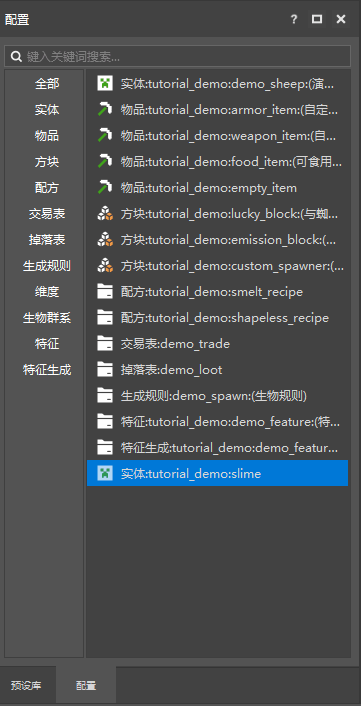 配置
键入关键词搜索...
全部
实体
物品
方块
配方
交易表
掉落表
生成规则
维度
生物群系
特征
特征生成
实体:tutorial_demo:demo_sheep:(演...
物品:tutorial_demo:armor_item:(自定...
物品:tutorial_demo:weapon_item:(自...
物品:tutorial_demo:food_item:(可食用...
物品:tutorial_demo:empty_item
方块:tutorial_demo:lucky_block:(与蜘...
方块:tutorial_demo:emission_block:(...
方块:tutorial_demo:custom_spawner:(...
配方:tutorial_demo:smelt_recipe
配方:tutorial_demo:shapeless_recipe
交易表:demo_trade
掉落表:demo_loot
生成规则:demo_spawn:(生物规则)
特征:tutorial_demo:demo_feature:(特...
特征生成:tutorial_demo:demo_featur...
实体:tutorial_demo:slime
预设库
配置